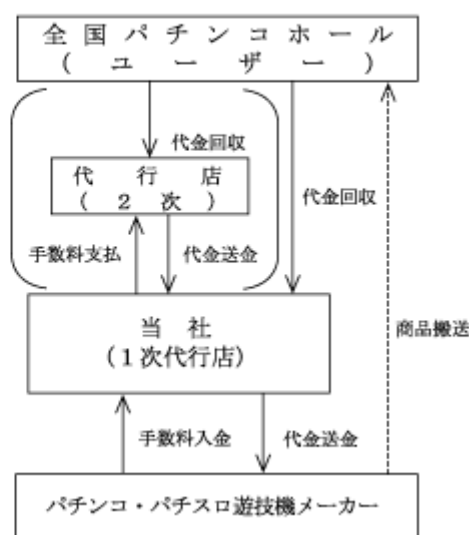 全国パチンコホール
(ユーザー)
代金回収
代行店
(2次)
代金回収
手数料支払
代金送金
当社
(1次代行店)
商品搬送
手数料入金
代金送金
パチンコ・パチスロ遊技機メーカー